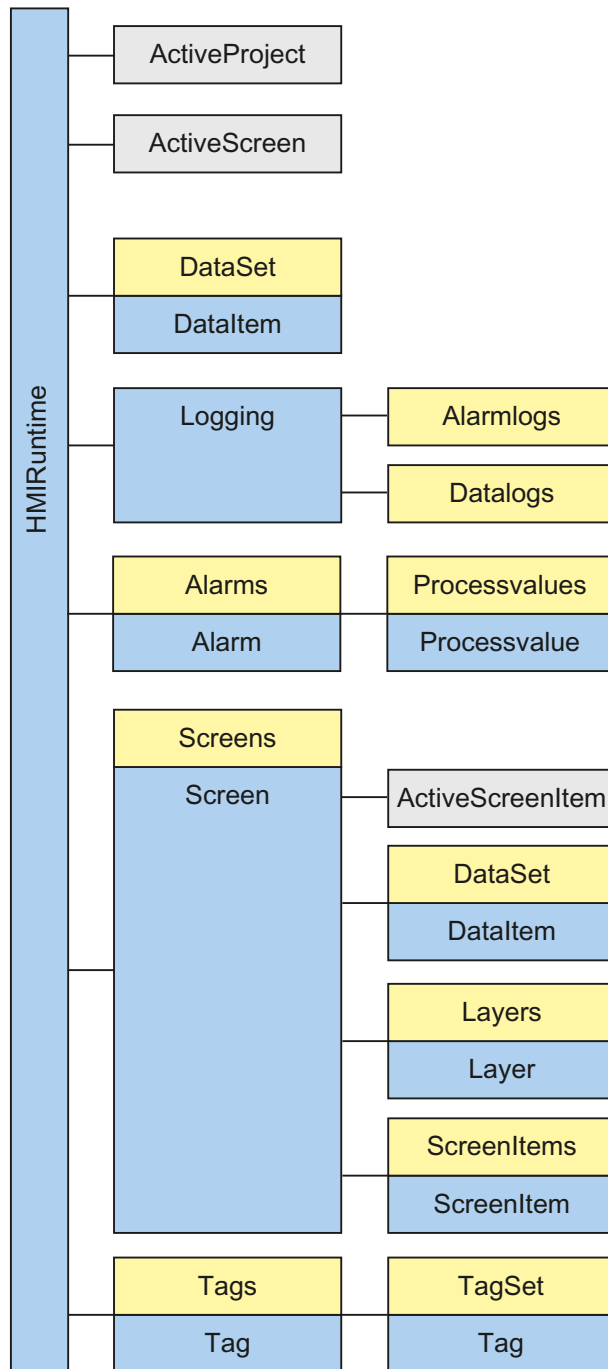 HMIRuntime
ActiveProject
ActiveScreen
DataSet
DataItem
Logging
Alarmlogs
Datalogs
Alarms
Alarm
Processvalues
Processvalue
Screens
Screen
ActiveScreenItem
DataSet
DataItem
Layers
Layer
ScreenItems
ScreenItem
Tags
Tag
TagSet
Tag